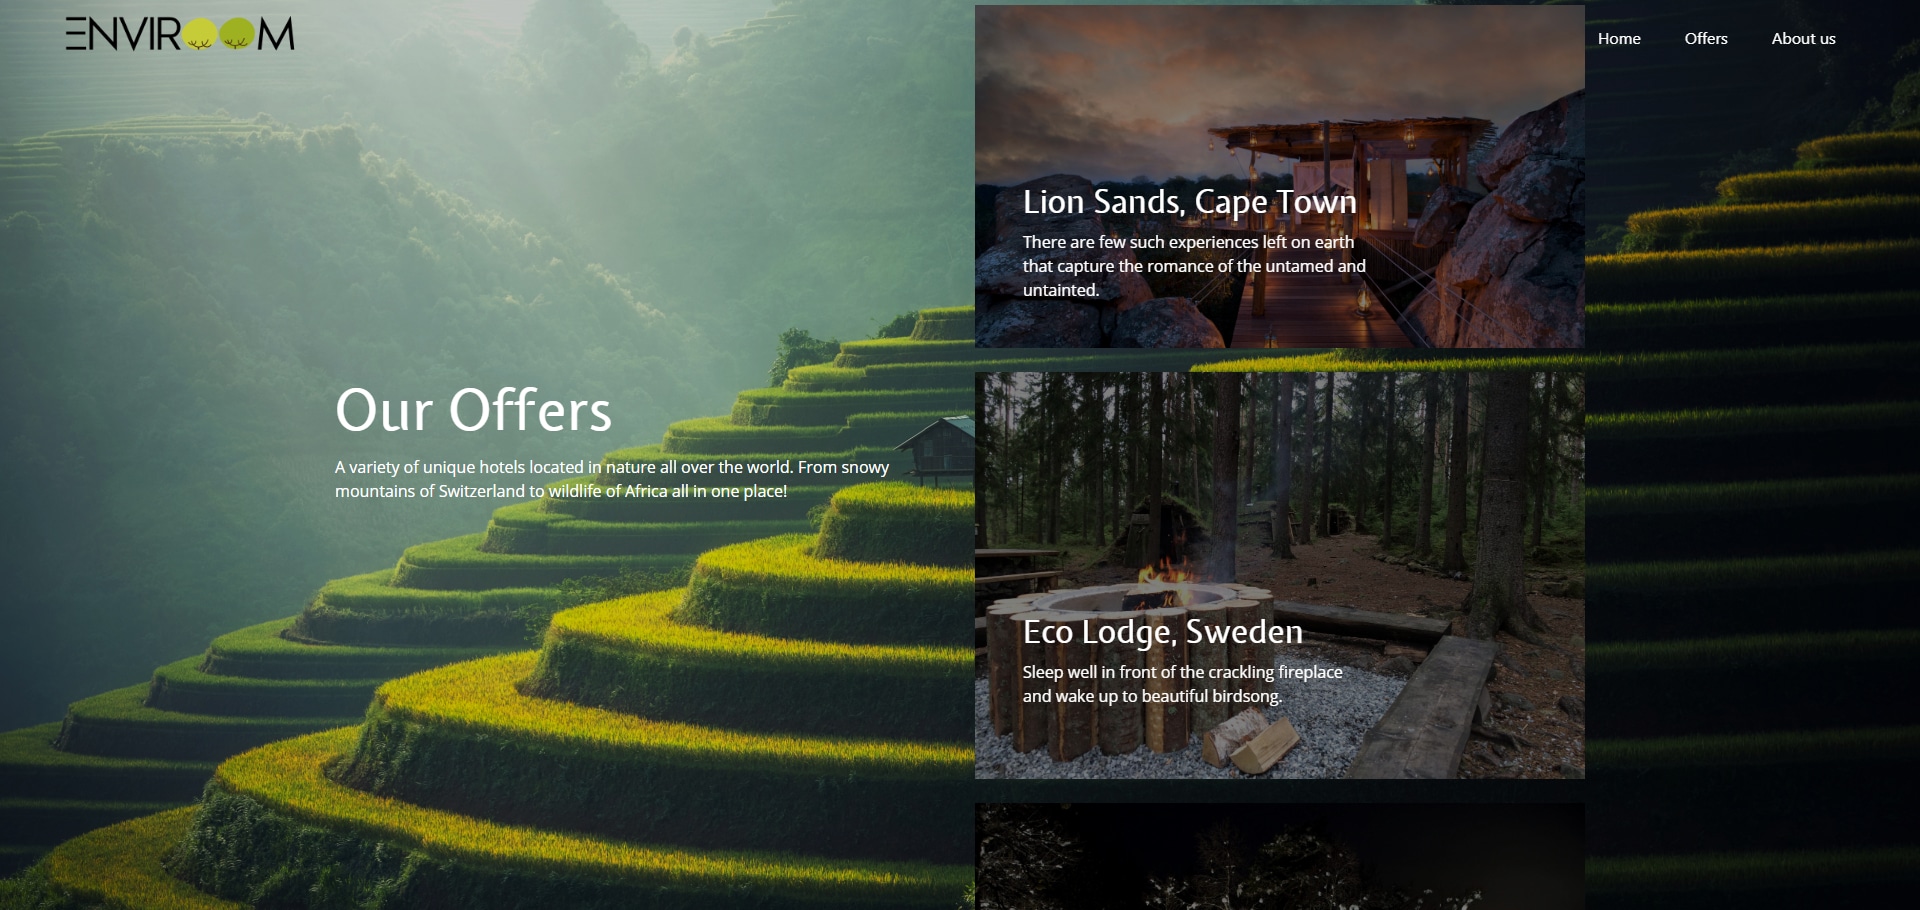 ENVIROOM
Home
Offers
About us
Our Offers
A variety of unique hotels located in nature all over the world. From snowy
mountains of Switzerland to wildlife of Africa all in one place!
Lion Sands, Cape Town
There are few such experiences left on earth
that capture the romance of the untamed and
untainted.
Eco Lodge, Sweden
Sleep well in front of the crackling fireplace
and wake up to beautiful birdsong.